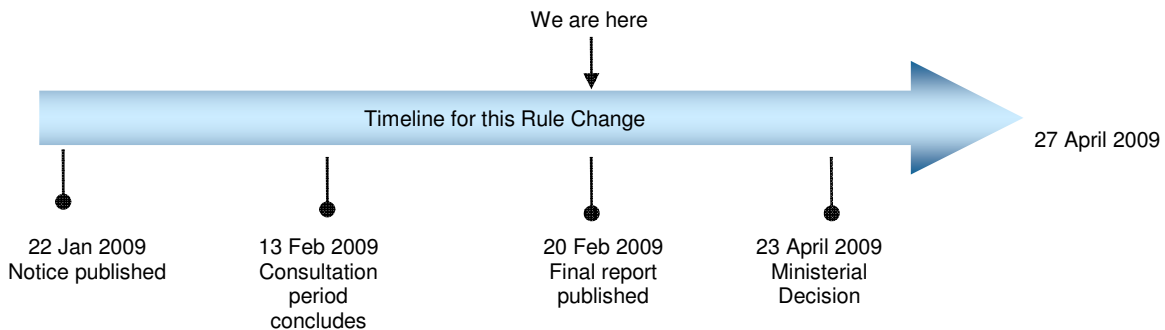 We are here
Timeline for this Rule Change
27 April 2009
22 Jan 2009
Notice published
13 Feb 2009
Consultation
period
concludes
20 Feb 2009
Final report
published
23 April 2009
Ministerial
Decision